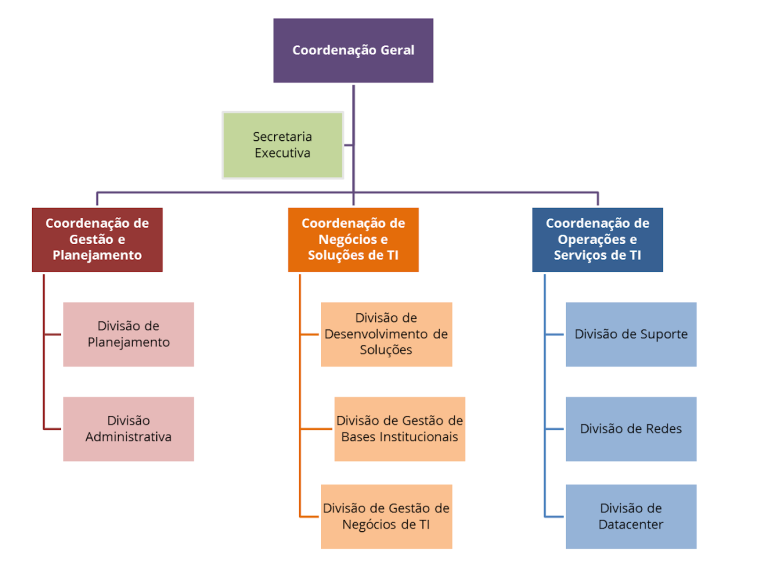 Coordenação Geral
Secretaria
Executiva
Coordenação de
Gestão e
Planejamento
Coordenação de
Negócios e
Soluções de TI
Coordenação de
Operações e
Serviços de TI
Divisão de
Planejamento
Divisão
Administrativa
Divisão de
Desenvolvimento de
Soluções
Divisão de Gestão de
Bases Institucionais
Divisão de Gestão de
Negócios de TI
Divisão de Suporte
Divisão de Redes
Divisão de
Datacenter